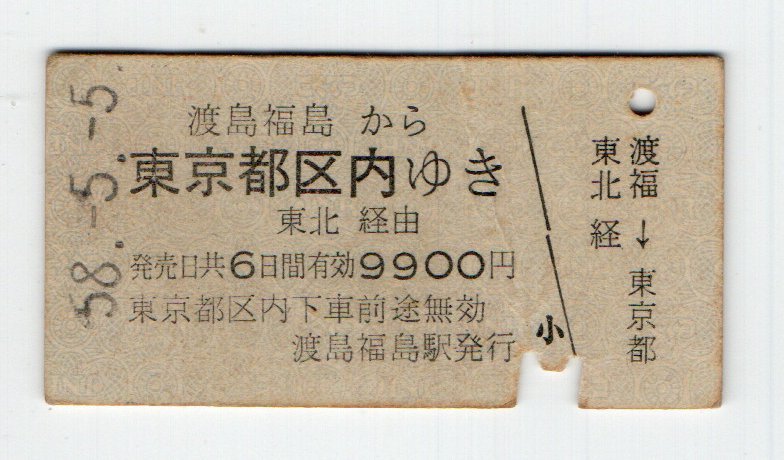 58.-5.-5.
渡島福島 から
東京都区内ゆき
東北 経由
発売日共6日間有効9900円
東京都区内下車前途無効
渡島福島駅発行
小
渡福→東京都
東北経